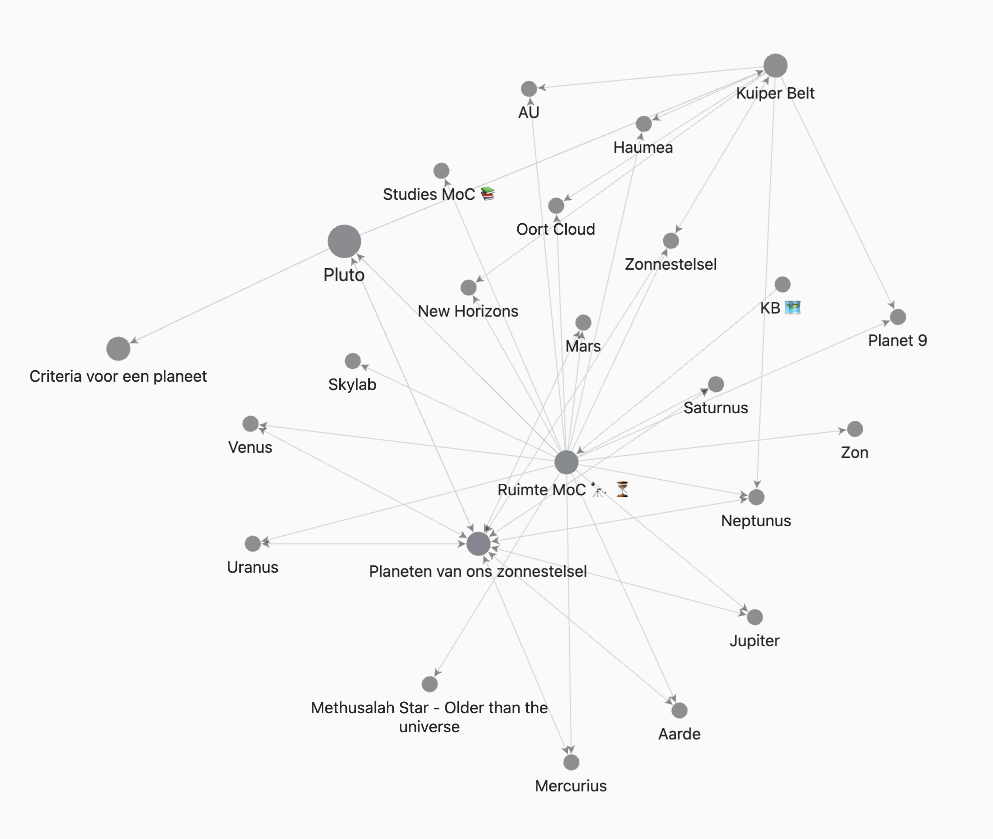 Kuiper Belt
AU
Haumea
Studies MoC 📚
Oort Cloud
Zonnestelsel
Pluto
New Horizons
KB 🗺️
Mars
Planet 9
Criteria voor een planeet
Skylab
Saturnus
Venus
Zon
Ruimte MoC 🔭 ⏳
Neptunus
Uranus
Planeten van ons zonnestelsel
Jupiter
Methusalah Star - Older than the
universe
Aarde
Mercurius